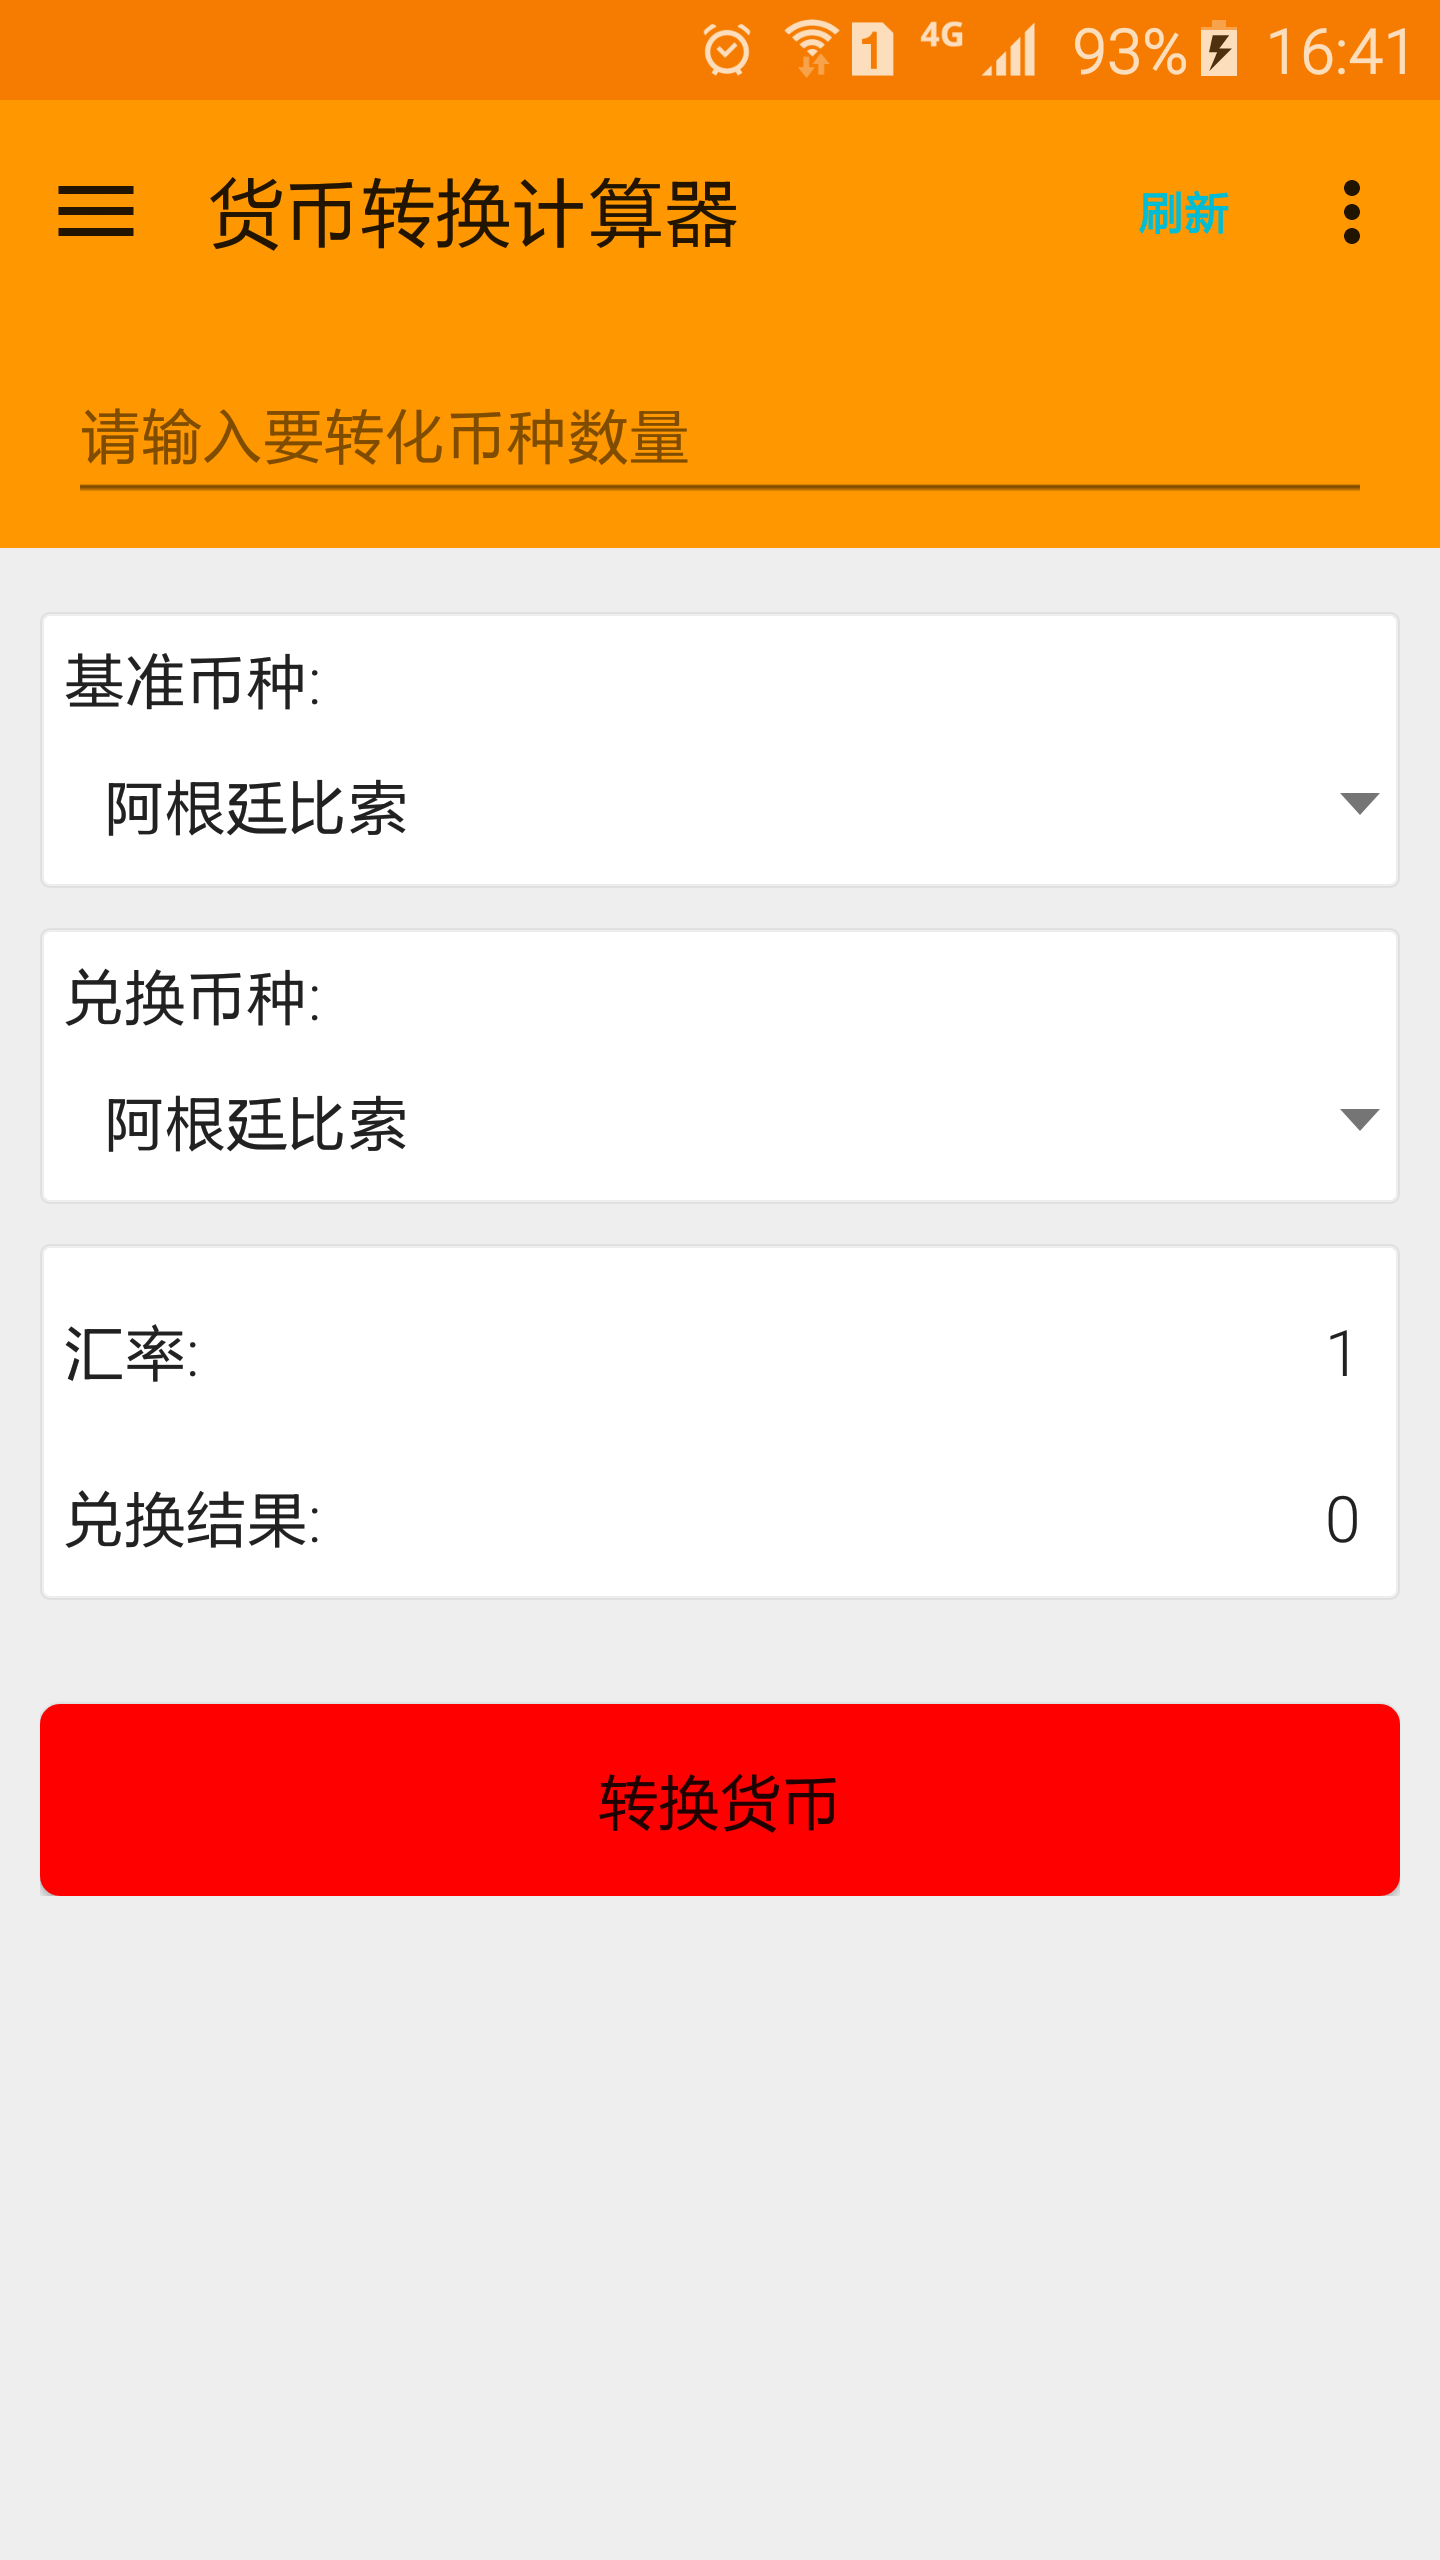 1 4G 93% 16:41
货币转换计算器 刷新
请输入要转化币种数量
基准币种:
阿根廷比索
兑换币种:
阿根廷比索
汇率: 1
兑换结果: 0
转换货币